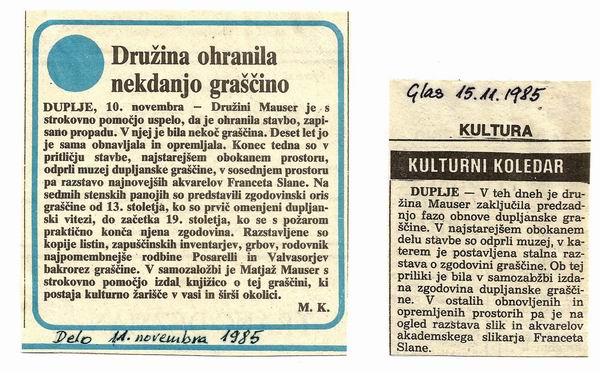 Družina ohranila
nekdanjo graščino
DUPLJE, 10. novembra — Družini Mauser je s
strokovno pomočjo uspelo, da je ohranila stavbo, zapi-
sano propadu. V njej je bila nekoč graščina. Deset let jo
je sama obnavljala in opremljala. Konec tedna so v
pritličju stavbe, najstarejšem obokanem prostoru,
odprli muzej dupljanske graščine, v sosednjem prostoru
pa razstavo najnovejših akvarelov Franceta Slane. Na
sedmih stenskih panojih so predstavili zgodovinski oris
graščine od 13. stoletja, ko so prvič omenjeni dupljan-
ski vitezi, do začetka 19. stoletja, ko se s požarom
praktično konča njena zgodovina. Razstavljene so
kopije listin, zapuščinskih inventarjev, grbov, rodovnik
najpomembnejše rodbine Posarelli in Valvasorjev
bakrorez graščine. V samozaložbi je Matjaž Mauser s
strokovno pomočjo izdal knjižico o tej graščini, ki
postaja kulturno žarišče v vasi in širši okolici.
M. K.
Delo 11. novembra 1985
Glas 15.11.1985
KULTURA
KULTURNI KOLEDAR
DUPLJE — V teh dneh je dru-
žina Mauser zaključila predzad-
njo fazo obnove dupljanske gra-
ščine. V najstarejšem obokanem
delu stavbe so odprli muzej, v ka-
terem je postavljena stalna raz-
stava o zgodovini graščine. Ob tej
priliki je bila v samozaložbi izda-
na zgodovina dupljanske grašči-
ne. V ostalih obnovljenih in
opremljenih prostorih pa je na
ogled razstava slik in akvarelov
akademskega slikarja Franceta
Slane.